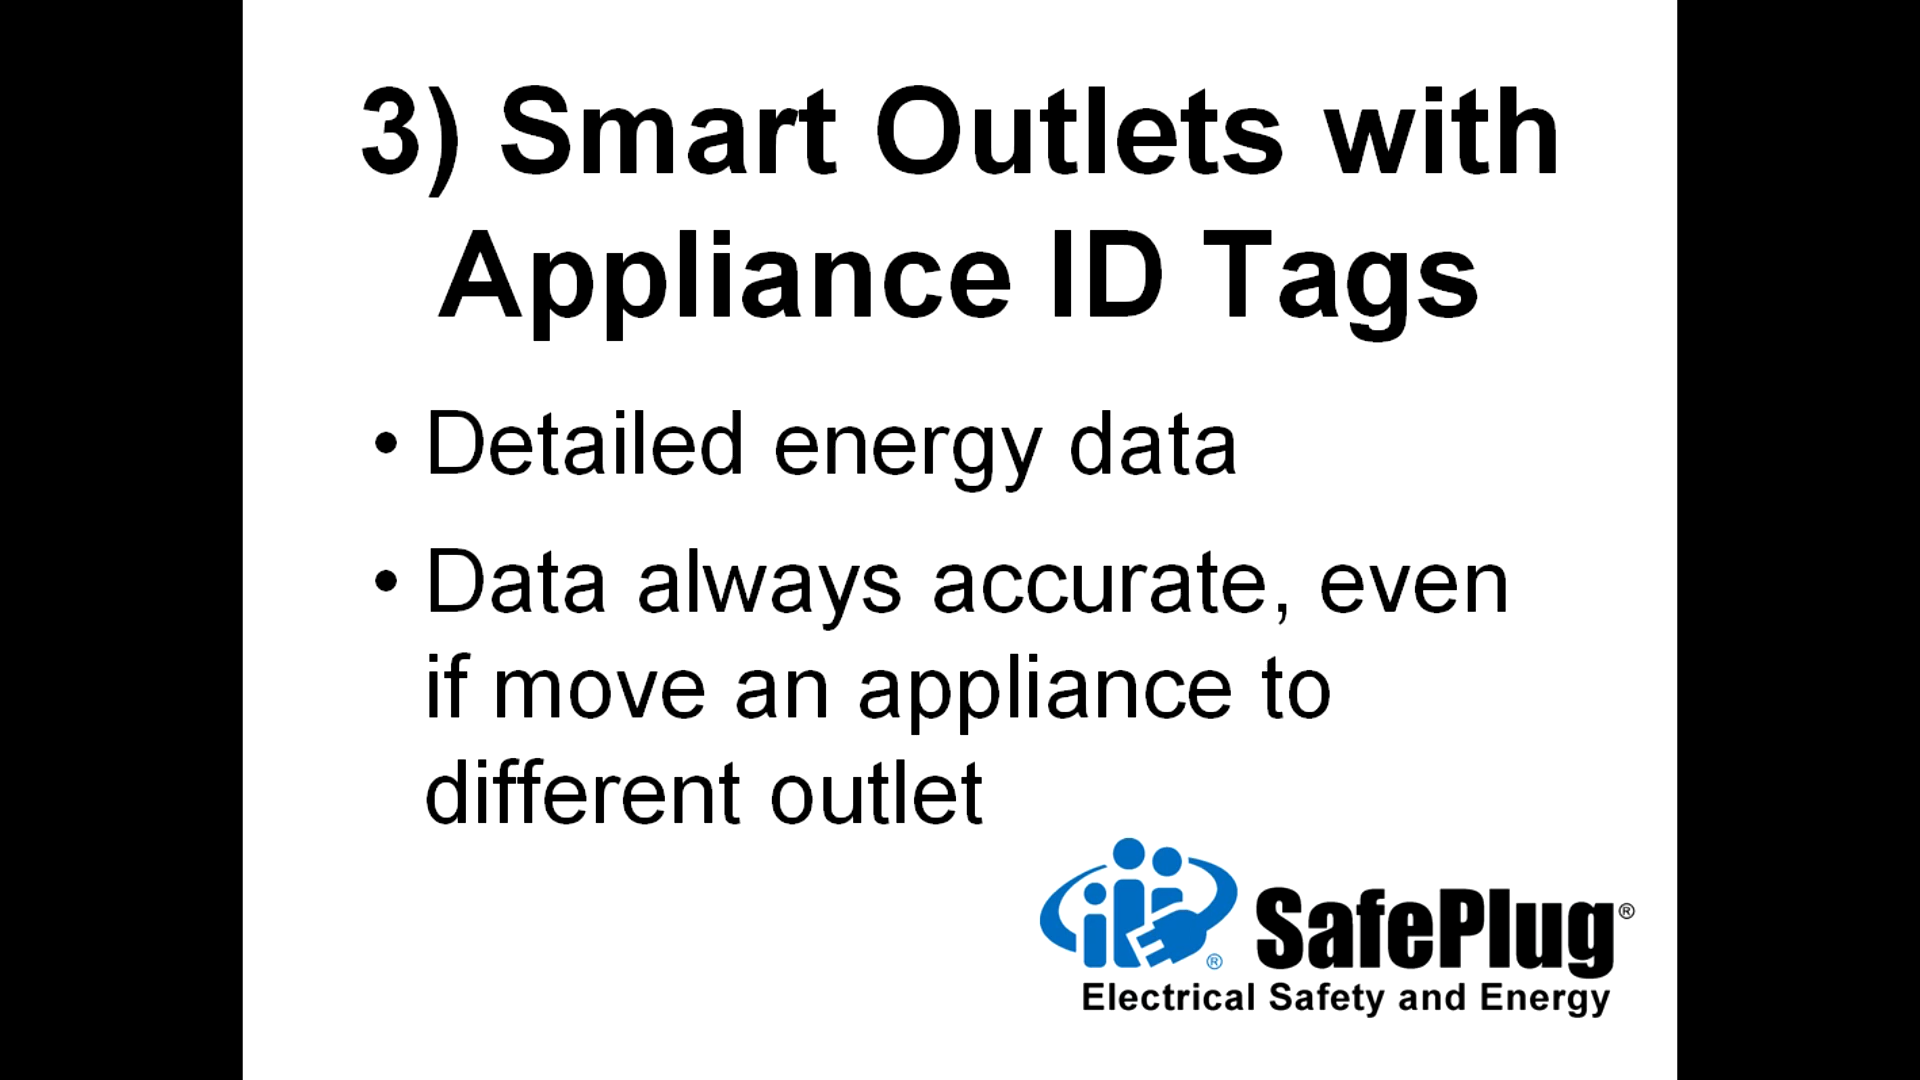 3) Smart Outlets with
Appliance ID Tags
• Detailed energy data
• Data always accurate, even
if move an appliance to
different outlet
SafePlug®
®
Electrical Safety and Energy